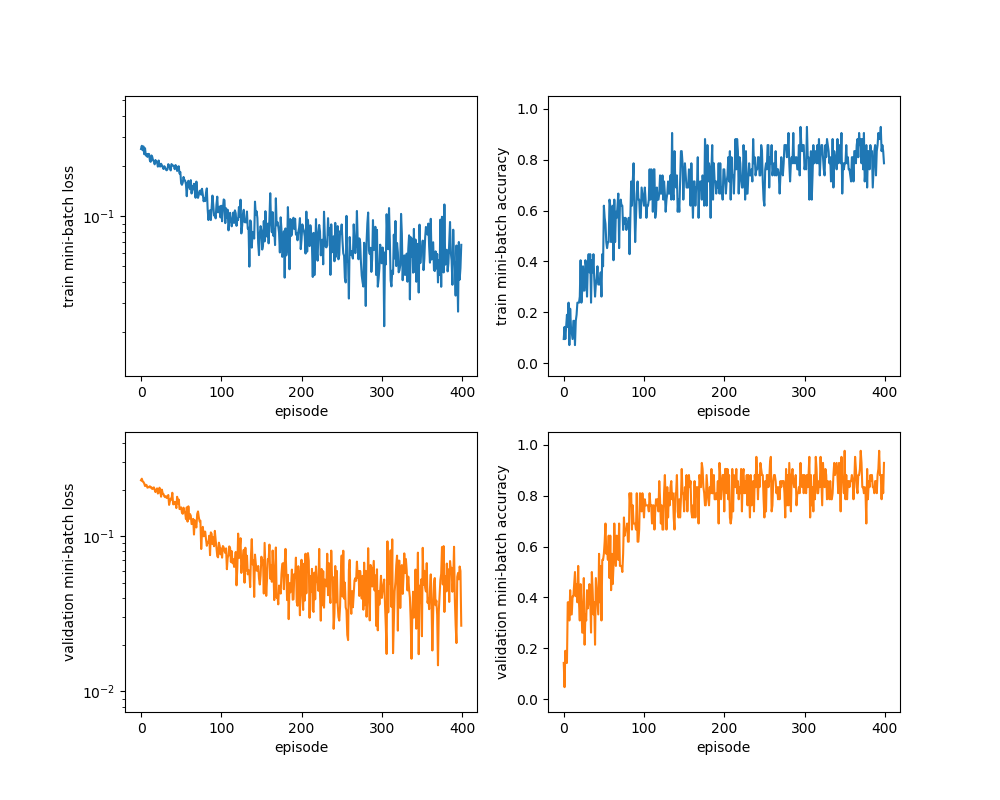 train mini-batch loss
10⁻¹
0 100 200 300 400
episode
train mini-batch accuracy
1.0
0.8
0.6
0.4
0.2
0.0
0 100 200 300 400
episode
validation mini-batch loss
10⁻¹
10⁻²
0 100 200 300 400
episode
validation mini-batch accuracy
1.0
0.8
0.6
0.4
0.2
0.0
0 100 200 300 400
episode